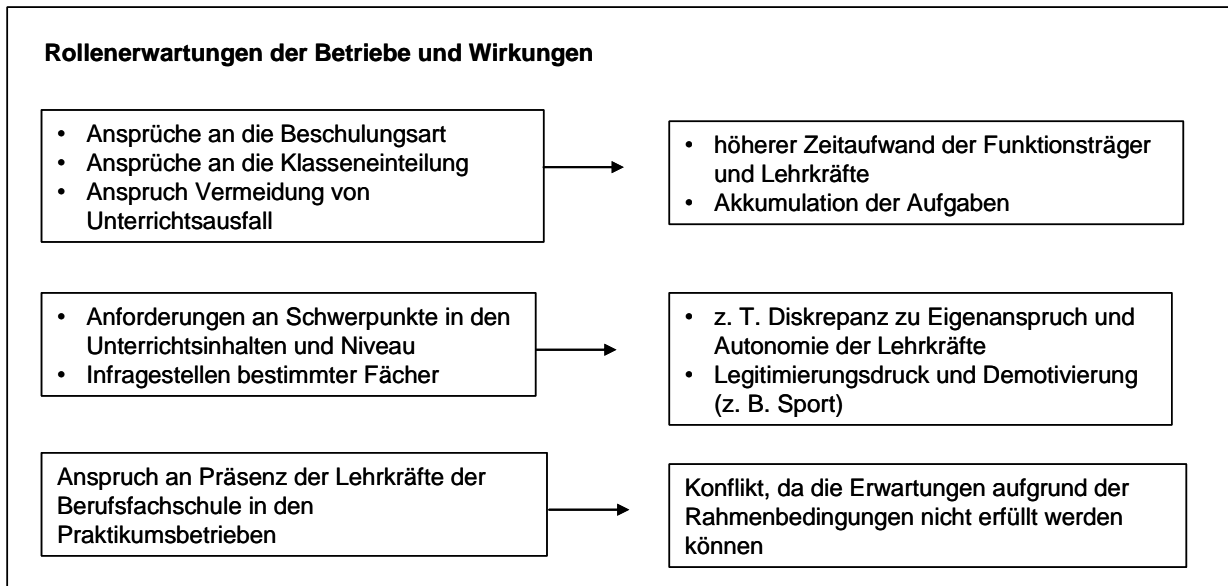 Rollenerwartungen der Betriebe und Wirkungen
• Ansprüche an die Beschulungsart
• Ansprüche an die Klasseneinteilung
• Anspruch Vermeidung von
Unterrichtsausfall
• höherer Zeitaufwand der Funktionsträger
und Lehrkräfte
• Akkumulation der Aufgaben
• Anforderungen an Schwerpunkte in den
Unterrichtsinhalten und Niveau
• Infragestellen bestimmter Fächer
• z. T. Diskrepanz zu Eigenanspruch und
Autonomie der Lehrkräfte
• Legitimierungsdruck und Demotivierung
(z. B. Sport)
Anspruch an Präsenz der Lehrkräfte der
Berufsfachschule in den
Praktikumsbetrieben
Konflikt, da die Erwartungen aufgrund der
Rahmenbedingungen nicht erfüllt werden
können